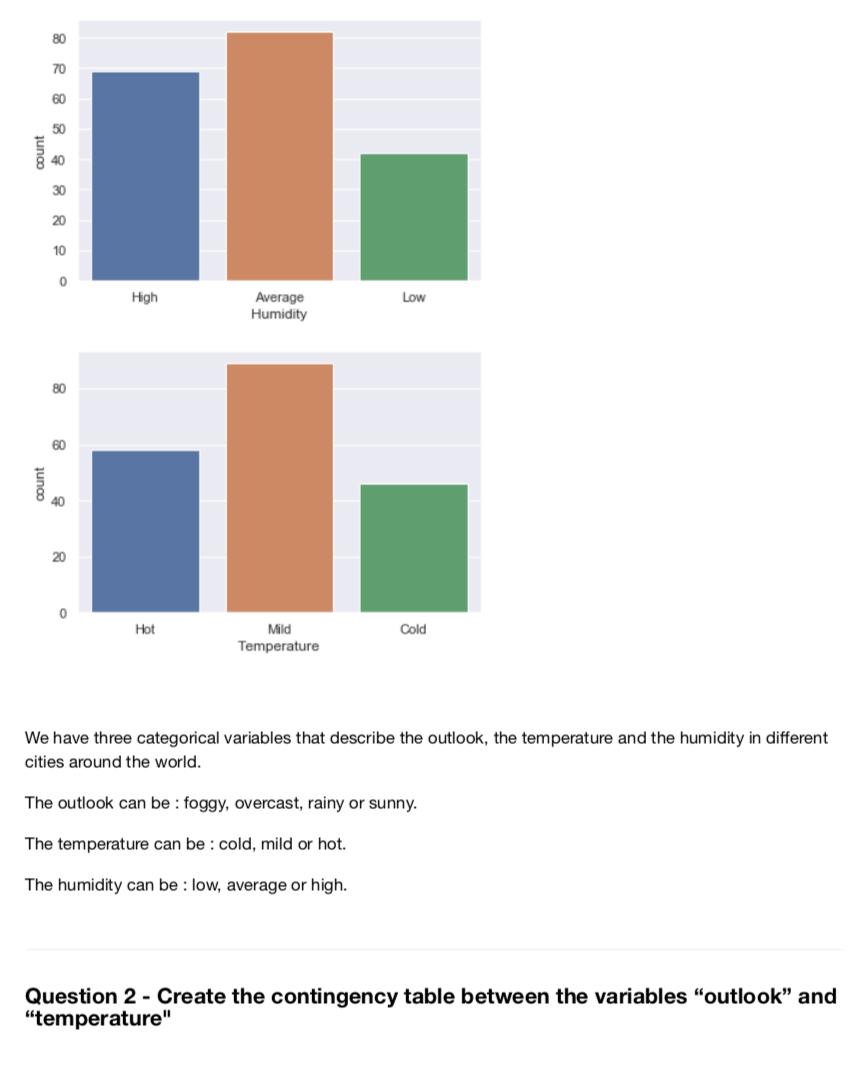 80
70
60
50
40
30
20
10
0
count
High
Average
Low
Humidity
80
60
40
20
0
count
Hot
Mild
Cold
Temperature
We have three categorical variables that describe the outlook, the temperature and the humidity in different
cities around the world.
The outlook can be : foggy, overcast, rainy or sunny.
The temperature can be : cold, mild or hot.
The humidity can be : low, average or high.
Question 2 - Create the contingency table between the variables “outlook” and
“temperature"